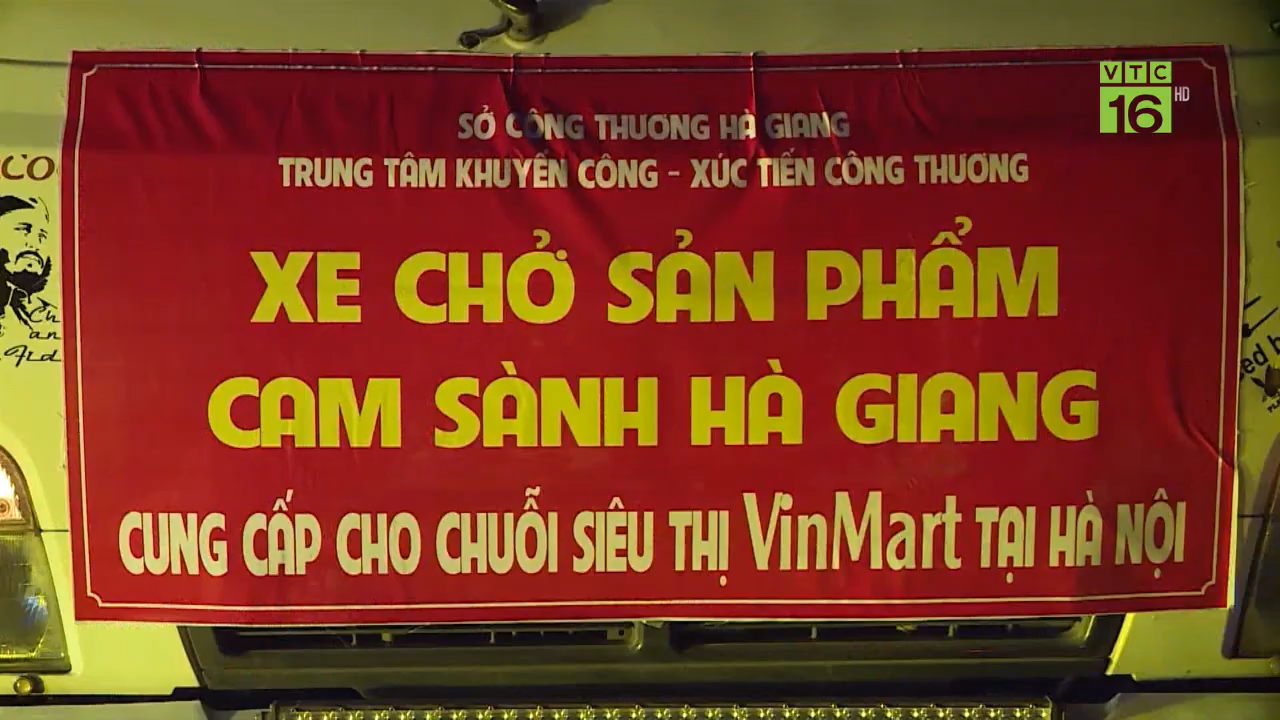 VTC
16 HD
SỞ CÔNG THƯƠNG HÀ GIANG
TRUNG TÂM KHUYẾN CÔNG - XÚC TIẾN CÔNG THƯƠNG
XE CHỞ SẢN PHẨM
CAM SÀNH HÀ GIANG
CUNG CẤP CHO CHUỖI SIÊU THỊ VinMart TẠI HÀ NỘI